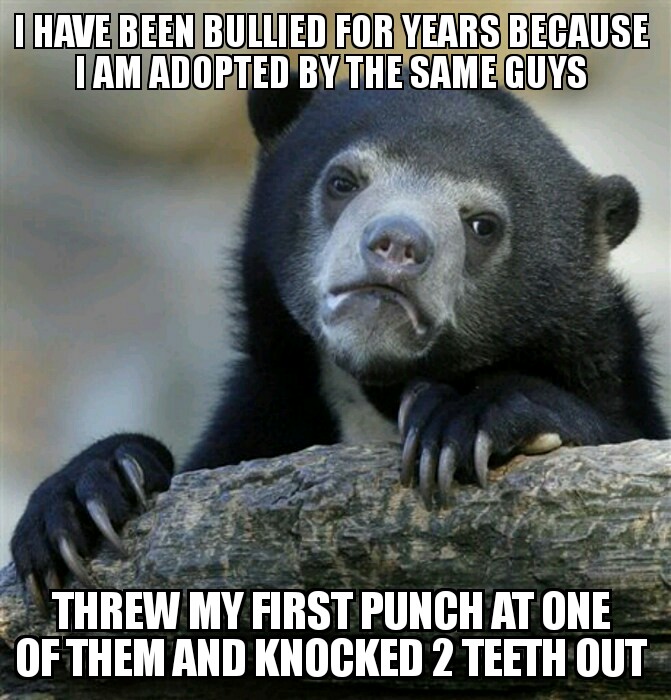 I HAVE BEEN BULLIED FOR YEARS BECAUSE
I AM ADOPTED BY THE SAME GUYS
THREW MY FIRST PUNCH AT ONE
OF THEM AND KNOCKED 2 TEETH OUT